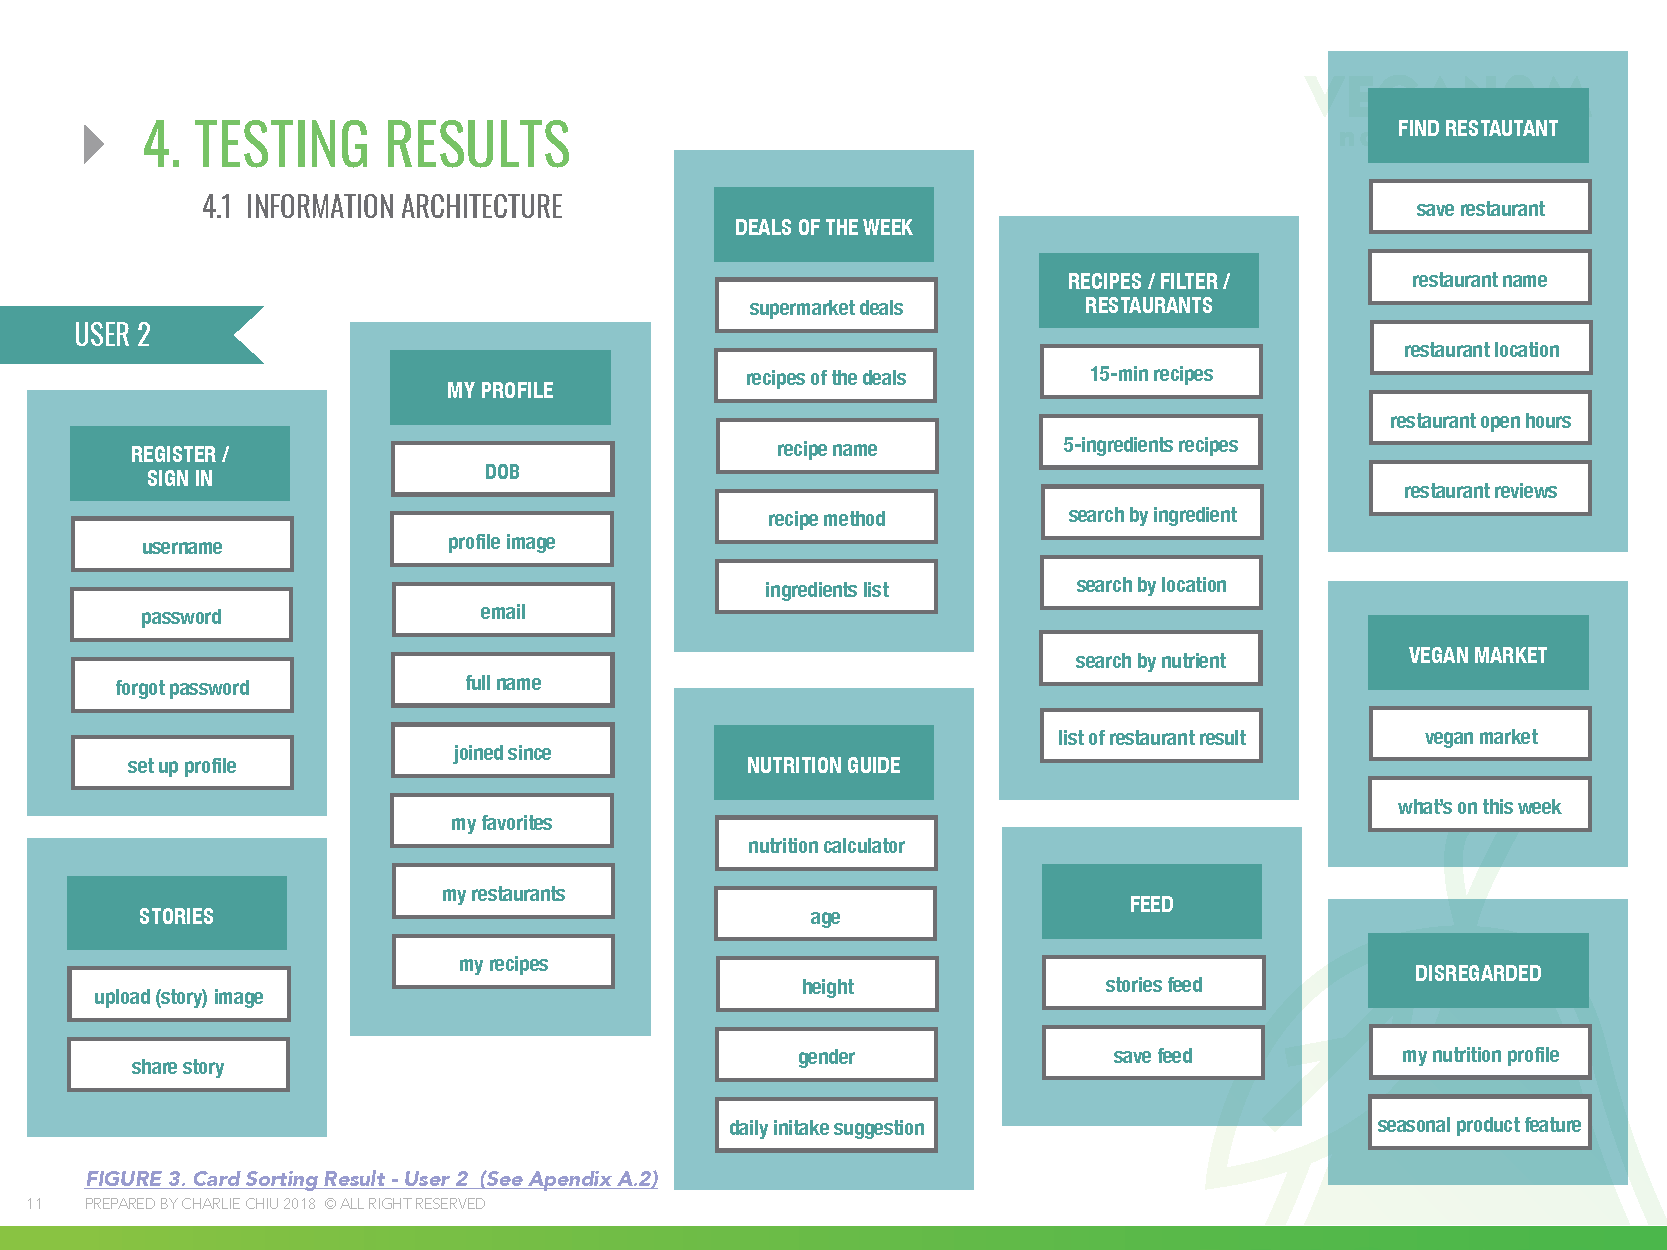 4. TESTING RESULTS
4.1 INFORMATION ARCHITECTURE
USER 2
REGISTER /
SIGN IN
username
password
forgot password
set up profile
STORIES
upload (story) image
share story
MY PROFILE
DOB
profile image
email
full name
joined since
my favorites
my restaurants
my recipes
DEALS OF THE WEEK
supermarket deals
recipes of the deals
recipe name
recipe method
ingredients list
NUTRITION GUIDE
nutrition calculator
age
height
gender
daily initake suggestion
RECIPES / FILTER /
RESTAURANTS
15-min recipes
5-ingredients recipes
search by ingredient
search by location
search by nutrient
list of restaurant result
FEED
stories feed
save feed
FIND RESTAUTANT
save restaurant
restaurant name
restaurant location
restaurant open hours
restaurant reviews
VEGAN MARKET
vegan market
what's on this week
DISREGARDED
my nutrition profile
seasonal product feature
FIGURE 3. Card Sorting Result - User 2 (See Apendix A.2)
11 PREPARED BY CHARLIE CHIU 2018 © ALL RIGHT RESERVED